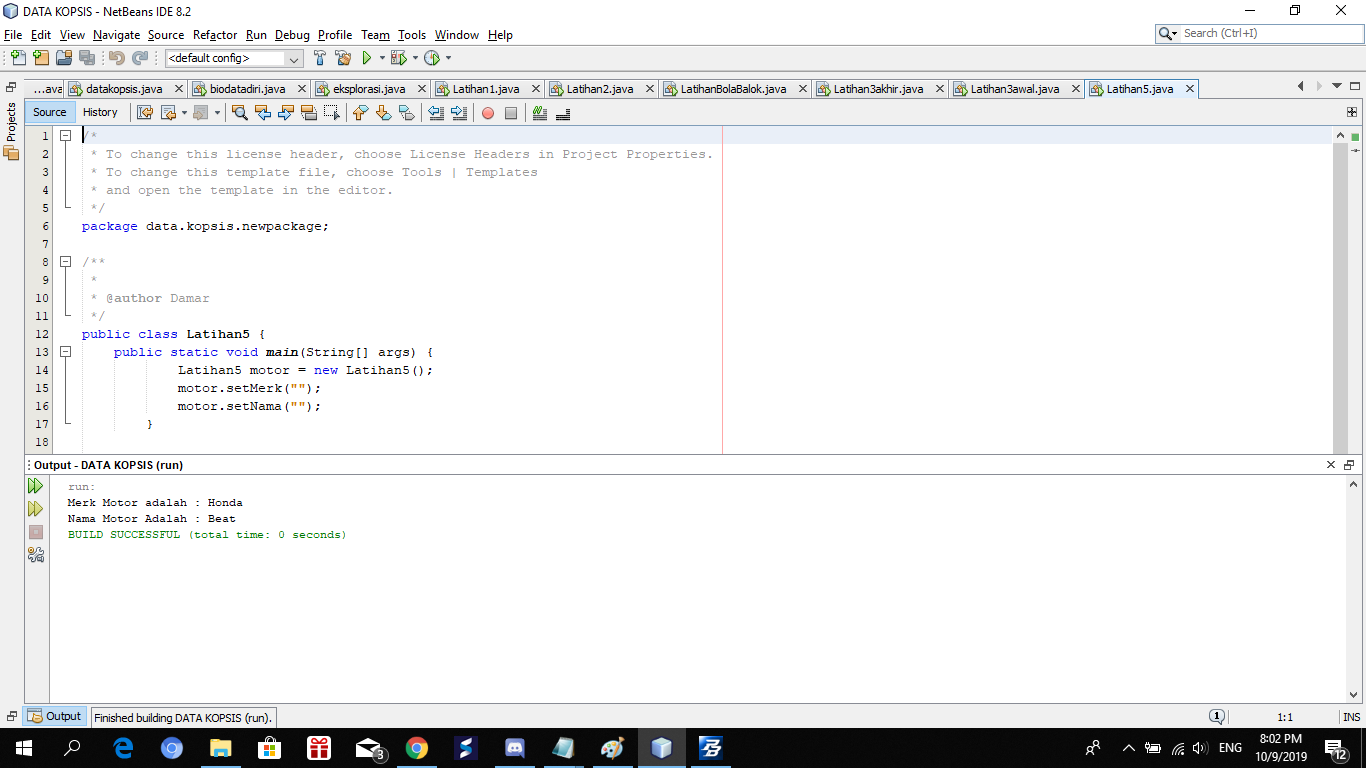 DATA KOPSIS - NetBeans IDE 8.2
File Edit View Navigate Source Refactor Run Debug Profile Team Tools Window Help
Search (Ctrl+I)
<default config>
...ava datakopsis.java biodatadiri.java eksplorasi.java Latihan1.java Latihan2.java LatihanBolaBalok.java Latihan3akhir.java Latihan3awal.java Latihan5.java
Projects
Source History
1 /*
2 * To change this license header, choose License Headers in Project Properties.
3 * To change this template file, choose Tools | Templates
4 * and open the template in the editor.
5 */
6 package data.kopsis.newpackage;
7
8 /**
9 *
10 * @author Damar
11 */
12 public class Latihan5 {
13 public static void main(String[] args) {
14 Latihan5 motor = new Latihan5();
15 motor.setMerk("");
16 motor.setNama("");
17 }
18
Output - DATA KOPSIS (run)
run:
Merk Motor adalah : Honda
Nama Motor Adalah : Beat
BUILD SUCCESSFUL (total time: 0 seconds)
Output Finished building DATA KOPSIS (run). 1 1:1 INS
3 ENG 8:02 PM
10/9/2019 12